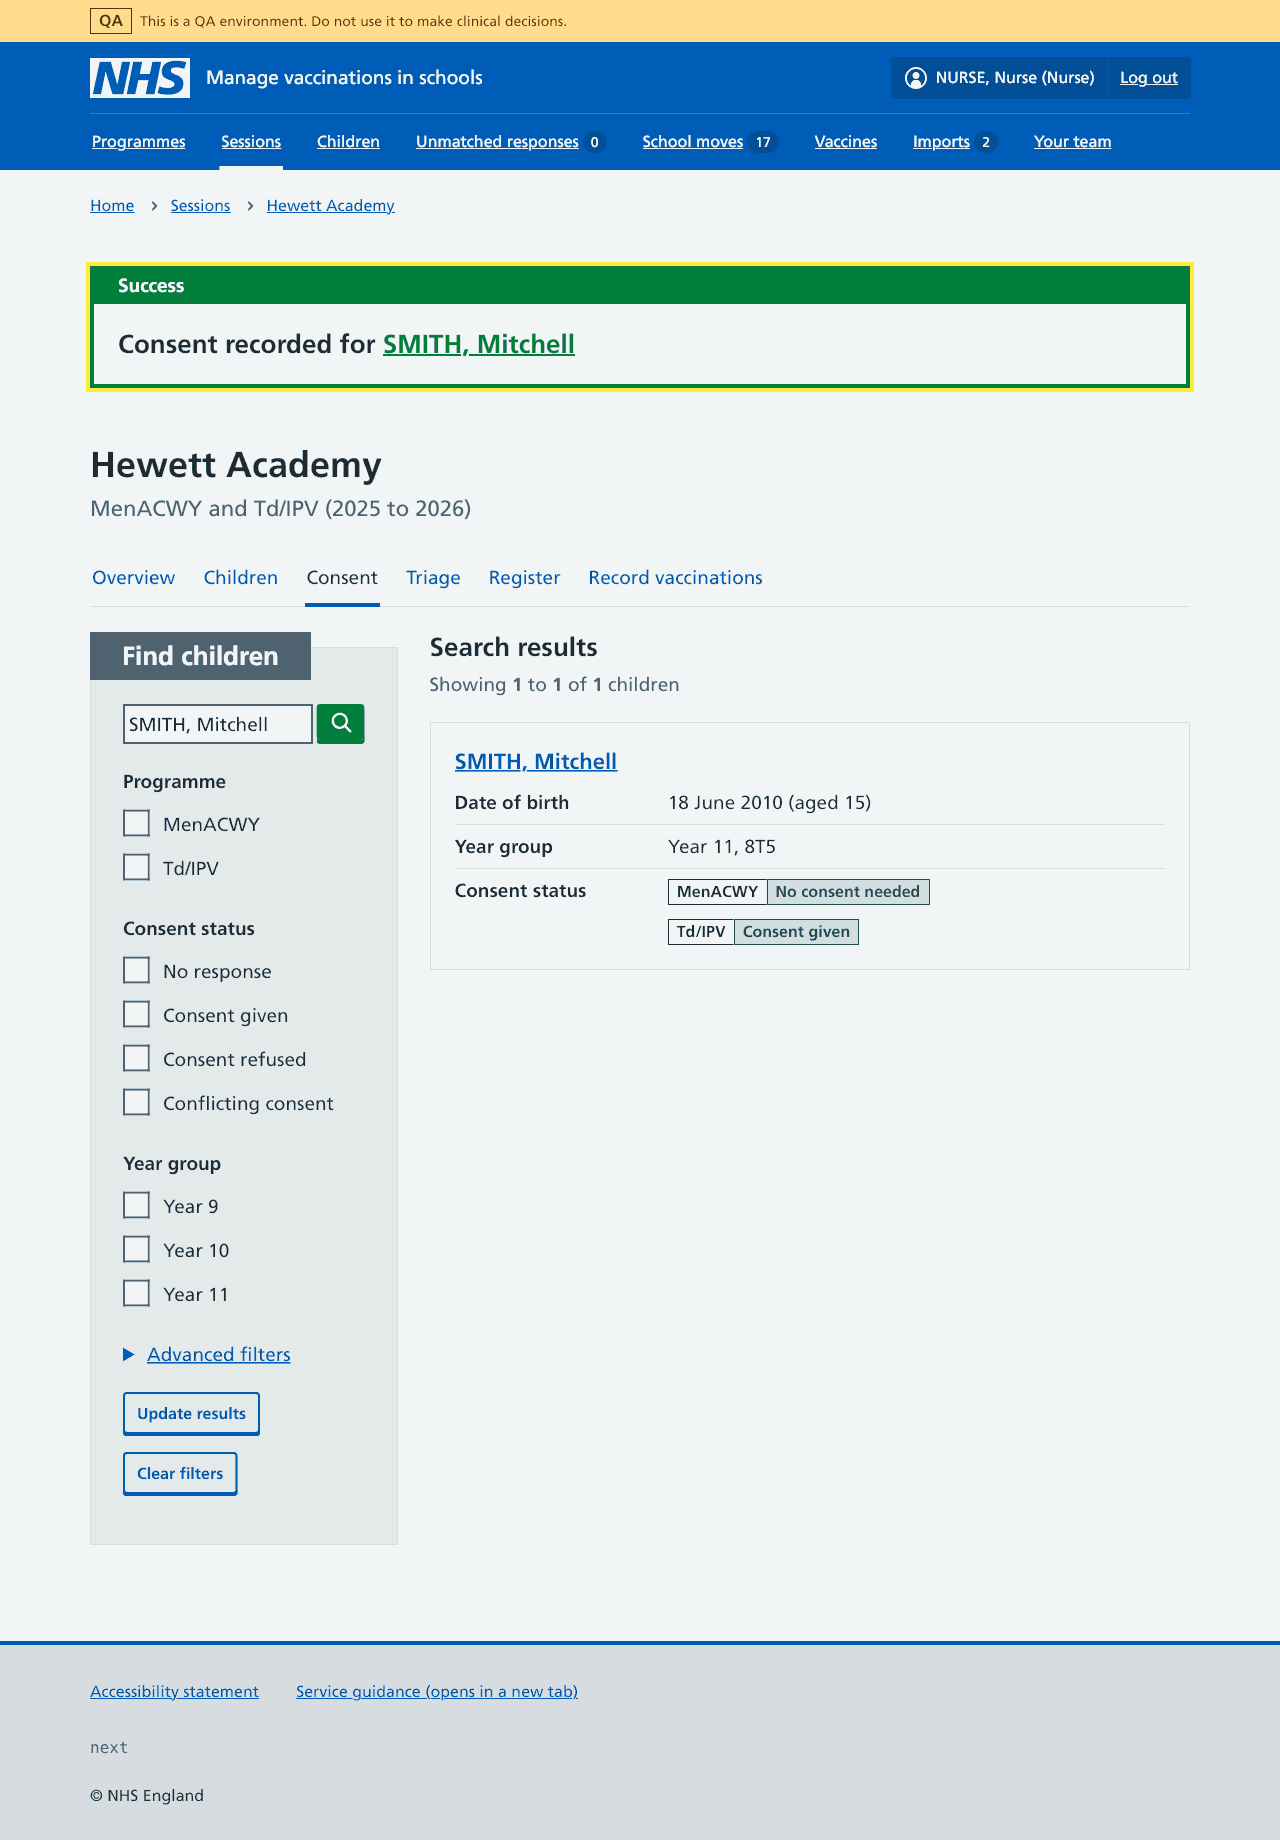 QA This is a QA environment. Do not use it to make clinical decisions.
NHS Manage vaccinations in schools NURSE, Nurse (Nurse) Log out
Programmes Sessions Children Unmatched responses 0 School moves 17 Vaccines Imports 2 Your team
Home Sessions Hewett Academy
Success
Consent recorded for SMITH, Mitchell
Hewett Academy
MenACWY and Td/IPV (2025 to 2026)
Overview Children Consent Triage Register Record vaccinations
Find children
SMITH, Mitchell
Programme
MenACWY
Td/IPV
Consent status
No response
Consent given
Consent refused
Conflicting consent
Year group
Year 9
Year 10
Year 11
Advanced filters
Update results
Clear filters
Search results
Showing 1 to 1 of 1 children
SMITH, Mitchell
Date of birth 18 June 2010 (aged 15)
Year group Year 11, 8T5
Consent status MenACWY No consent needed
Td/IPV Consent given
Accessibility statement Service guidance (opens in a new tab)
next
© NHS England